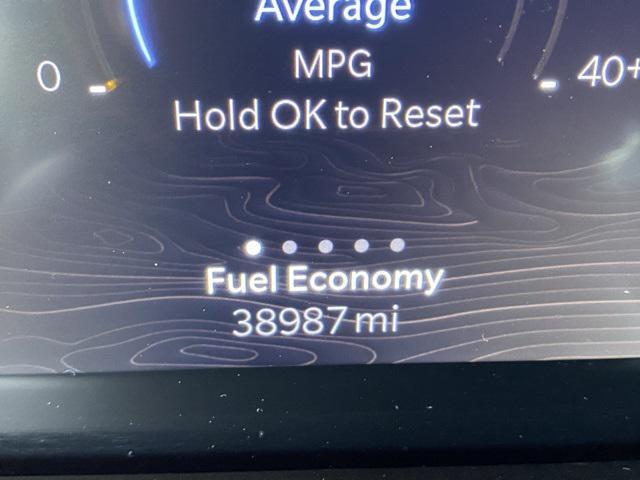 Average
MPG
0
40+
Hold OK to Reset
Fuel Economy
38987 mi